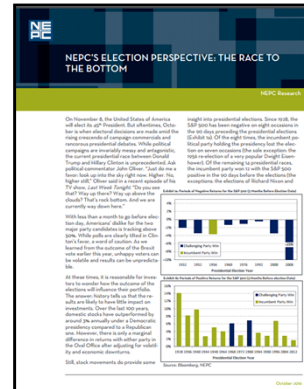 NE
PC
NEPC'S ELECTION PERSPECTIVE: THE RACE TO
THE BOTTOM
NEPC Research
On November 8, the United States of America
will elect its 45th President. But oftentimes, Octo-
ber is when electoral decisions are made amid the
rising crescendo of campaign commercials and
rancorous presidential debates. While political
campaigns are invariably messy and antagonistic,
the current presidential race between Donald
Trump and Hillary Clinton is unprecedented. Ask
political commentator John Oliver. "Just do me a
favor: look up into the sky right now. Higher. No,
higher still," Oliver said in a recent episode of his
TV show, Last Week Tonight. "Do you see
that? Way up there? Way up above the
clouds? That's rock bottom. And we are
currently way down here."
With less than a month to go before elec-
tion day, Americans' dislike for the two
major party candidates is tracking above
50%. While polls are clearly tilted in Clin-
ton's favor, a word of caution. As we
learned from the outcome of the Brexit
vote earlier this year, unhappy voters can be
volatile and results can be unpredicta-
ble.
At these times, it is reasonable for inves-
tors to wonder how the outcome of the
elections will influence their portfolio.
The answer: history tells us that the re-
sults are likely to have little impact on
investments. Over the last 100 years,
domestic stocks have outperformed by
around 3% annually under a Democratic
presidency compared to a Republican
one. However, there is only a marginal
difference in returns with either party in
the Oval Office after adjusting for volatil-
ity and economic downturns.
Still, stock movements do provide some
insight into presidential elections. Since 1928, the
S&P 500 has been negative on eight occasions in
the 90 days preceding the presidential elections
(Exhibit 1a). Of the eight times, the incumbent po-
litical party holding the presidency lost the elec-
tion on seven occasions (the sole exception: the
1956 re-election of a very popular Dwight Eisen-
hower). Of the remaining 14 presidential races,
the incumbent party won 12 with the S&P 500
positive in the 90 days before the elections (the
exceptions: the elections of Richard Nixon and
Challenging Party Win
Incumbent Party Win
Presidential Election Year
Challenging Party Win
Incumbent Party Win
Presidential Election Year
Source: Bloomberg, NEPC
October 2016